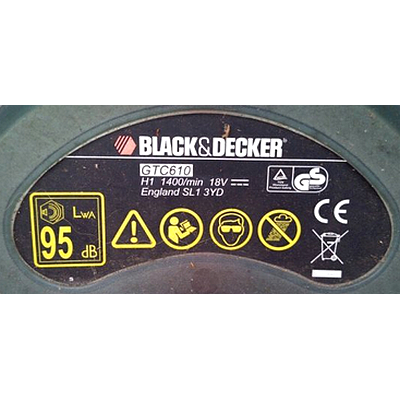 BLACK&DECKER
GTC610
H1 1400/min 18V
England SL1 3YD
LWA
95 dB
GS
CE